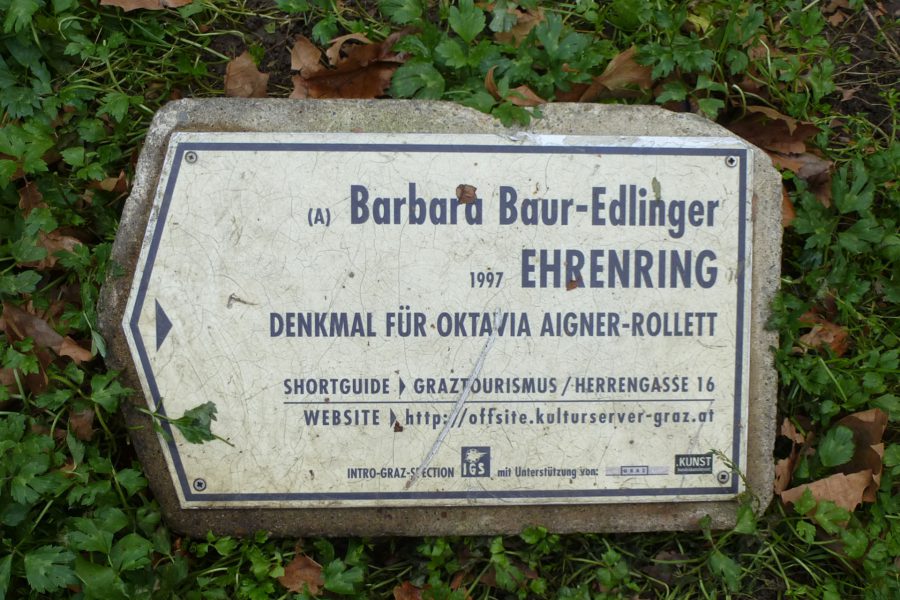 (A) Barbara Baur-Edlinger
1997 EHRENRING
DENKMAL FÜR OKTAVIA AIGNER-ROLLETT
SHORTGUIDE GRAZTOURISMUS/HERRENGASSE 16
WEBSITE http://offsite.kulturserver-graz.at
INTRO-GRAZ-SPECTION IGS mit Unterstützung von: GRAZ .KUNST